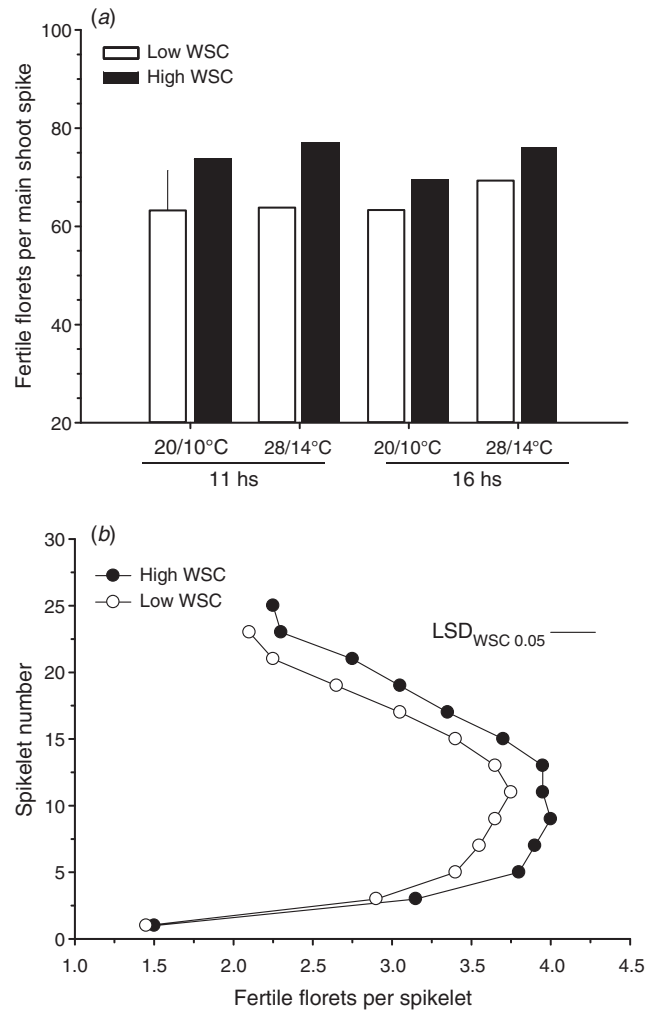 (a)
100
80
60
40
20
Low WSC
High WSC
Fertile florets per main shoot spike
20/10°C 28/14°C 20/10°C 28/14°C
11 hs 16 hs
(b)
30
25
20
15
10
5
0
High WSC
Low WSC
LSD WSC 0.05
Spikelet number
1.0 1.5 2.0 2.5 3.0 3.5 4.0 4.5
Fertile florets per spikelet